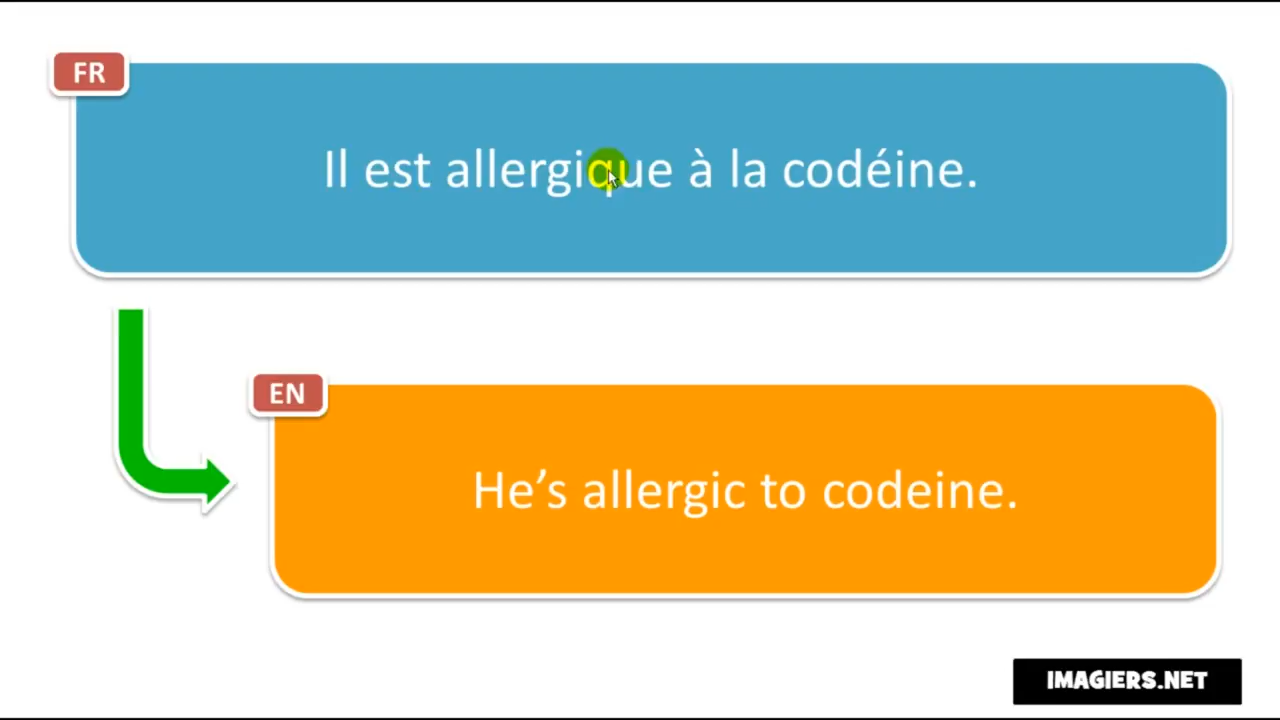 FR
Il est allergique à la codéine.
EN
He’s allergic to codeine.
IMAGIERS.NET